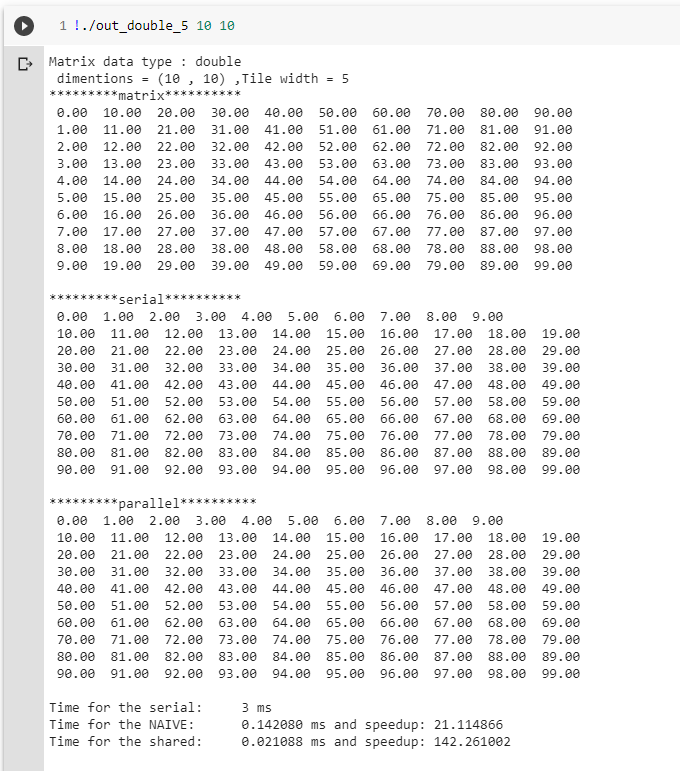 1 !./out_double_5 10 10
Matrix data type : double
dimentions = (10 , 10) ,Tile width = 5
*********matrix**********
0.00 10.00 20.00 30.00 40.00 50.00 60.00 70.00 80.00 90.00
1.00 11.00 21.00 31.00 41.00 51.00 61.00 71.00 81.00 91.00
2.00 12.00 22.00 32.00 42.00 52.00 62.00 72.00 82.00 92.00
3.00 13.00 23.00 33.00 43.00 53.00 63.00 73.00 83.00 93.00
4.00 14.00 24.00 34.00 44.00 54.00 64.00 74.00 84.00 94.00
5.00 15.00 25.00 35.00 45.00 55.00 65.00 75.00 85.00 95.00
6.00 16.00 26.00 36.00 46.00 56.00 66.00 76.00 86.00 96.00
7.00 17.00 27.00 37.00 47.00 57.00 67.00 77.00 87.00 97.00
8.00 18.00 28.00 38.00 48.00 58.00 68.00 78.00 88.00 98.00
9.00 19.00 29.00 39.00 49.00 59.00 69.00 79.00 89.00 99.00
*********serial**********
0.00 1.00 2.00 3.00 4.00 5.00 6.00 7.00 8.00 9.00
10.00 11.00 12.00 13.00 14.00 15.00 16.00 17.00 18.00 19.00
20.00 21.00 22.00 23.00 24.00 25.00 26.00 27.00 28.00 29.00
30.00 31.00 32.00 33.00 34.00 35.00 36.00 37.00 38.00 39.00
40.00 41.00 42.00 43.00 44.00 45.00 46.00 47.00 48.00 49.00
50.00 51.00 52.00 53.00 54.00 55.00 56.00 57.00 58.00 59.00
60.00 61.00 62.00 63.00 64.00 65.00 66.00 67.00 68.00 69.00
70.00 71.00 72.00 73.00 74.00 75.00 76.00 77.00 78.00 79.00
80.00 81.00 82.00 83.00 84.00 85.00 86.00 87.00 88.00 89.00
90.00 91.00 92.00 93.00 94.00 95.00 96.00 97.00 98.00 99.00
*********parallel**********
0.00 1.00 2.00 3.00 4.00 5.00 6.00 7.00 8.00 9.00
10.00 11.00 12.00 13.00 14.00 15.00 16.00 17.00 18.00 19.00
20.00 21.00 22.00 23.00 24.00 25.00 26.00 27.00 28.00 29.00
30.00 31.00 32.00 33.00 34.00 35.00 36.00 37.00 38.00 39.00
40.00 41.00 42.00 43.00 44.00 45.00 46.00 47.00 48.00 49.00
50.00 51.00 52.00 53.00 54.00 55.00 56.00 57.00 58.00 59.00
60.00 61.00 62.00 63.00 64.00 65.00 66.00 67.00 68.00 69.00
70.00 71.00 72.00 73.00 74.00 75.00 76.00 77.00 78.00 79.00
80.00 81.00 82.00 83.00 84.00 85.00 86.00 87.00 88.00 89.00
90.00 91.00 92.00 93.00 94.00 95.00 96.00 97.00 98.00 99.00
Time for the serial: 3 ms
Time for the NAIVE: 0.142080 ms and speedup: 21.114866
Time for the shared: 0.021088 ms and speedup: 142.261002